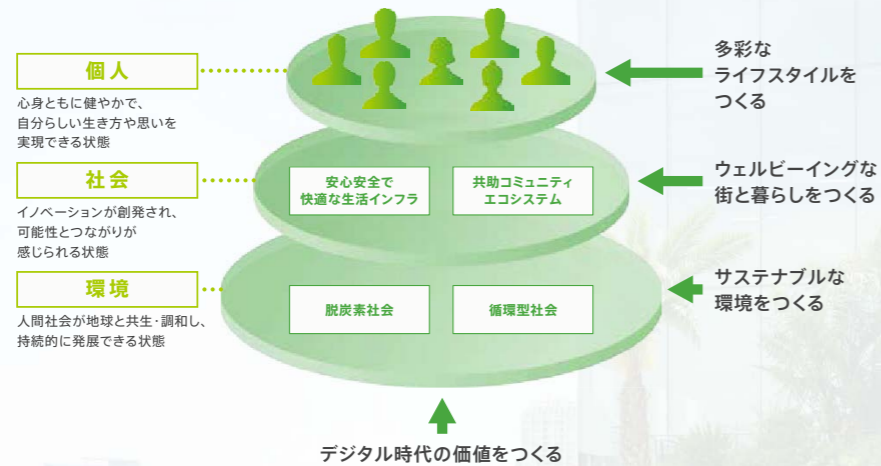 個人
心身ともに健やかで、
自分らしい生き方や思いを
実現できる状態
多彩な
ライフスタイルを
つくる
社会
イノベーションが創発され、
可能性とつながりが
感じられる状態
安心安全で
快適な生活インフラ
共助コミュニティ
エコシステム
ウェルビーイングな
街と暮らしをつくる
環境
人間社会が地球と共生・調和し、
持続的に発展できる状態
脱炭素社会
循環型社会
サステナブルな
環境をつくる
デジタル時代の価値をつくる